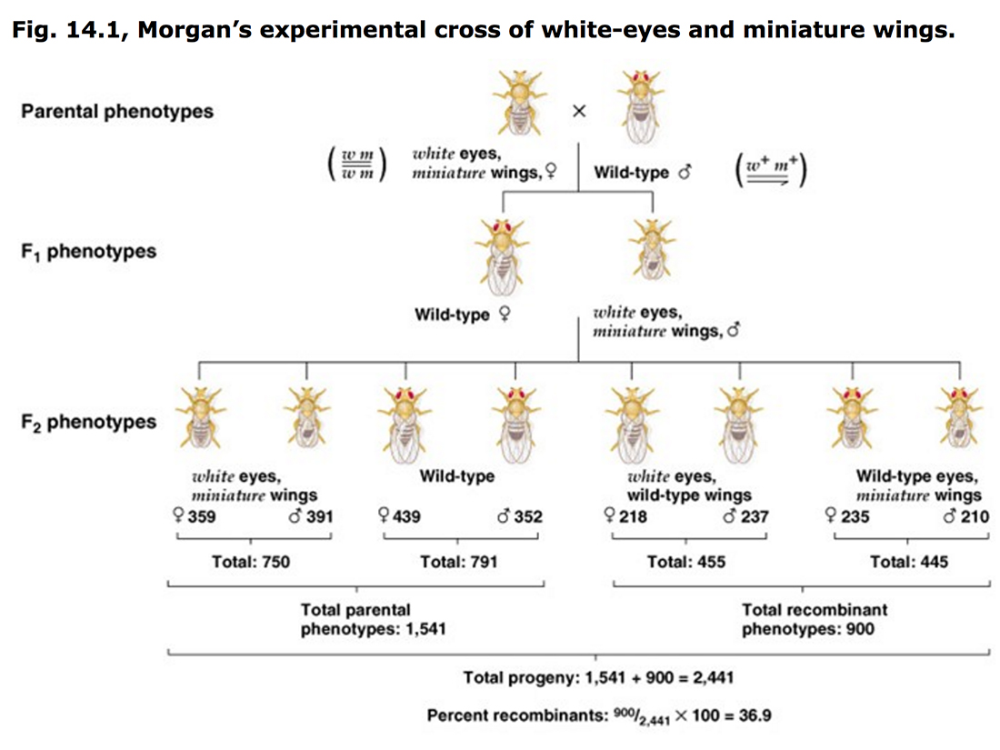 Fig. 14.1, Morgan’s experimental cross of white-eyes and miniature wings.
Parental phenotypes
×
(w m / w m)
white eyes,
miniature wings, ♀
Wild-type ♂
(w⁺ m⁺)
F₁ phenotypes
Wild-type ♀
white eyes,
miniature wings, ♂
F₂ phenotypes
white eyes,
miniature wings
♀ 359 ♂ 391
Total: 750
Wild-type
♀ 439 ♂ 352
Total: 791
white eyes,
wild-type wings
♀ 218 ♂ 237
Total: 455
Wild-type eyes,
miniature wings
♀ 235 ♂ 210
Total: 445
Total parental
phenotypes: 1,541
Total recombinant
phenotypes: 900
Total progeny: 1,541 + 900 = 2,441
Percent recombinants: 900/2,441 × 100 = 36.9